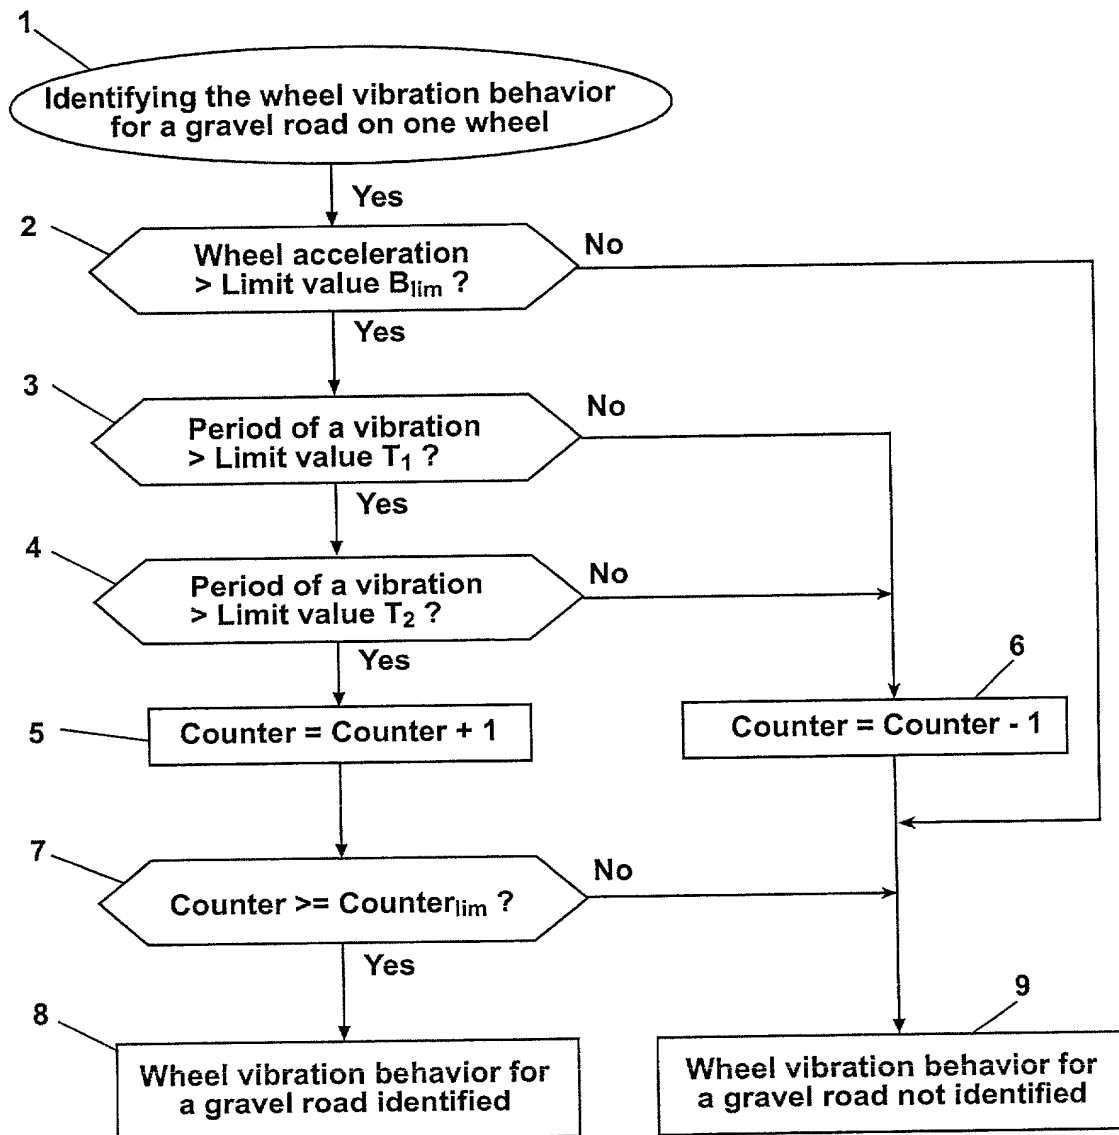 1
Identifying the wheel vibration behavior
for a gravel road on one wheel
Yes
2
Wheel acceleration
> Limit value Blim ?
No
Yes
3
Period of a vibration
> Limit value T1 ?
No
Yes
4
Period of a vibration
> Limit value T2 ?
No
Yes
5
Counter = Counter + 1
6
Counter = Counter - 1
7
Counter >= Counterlim ?
No
Yes
8
Wheel vibration behavior for
a gravel road identified
9
Wheel vibration behavior for
a gravel road not identified